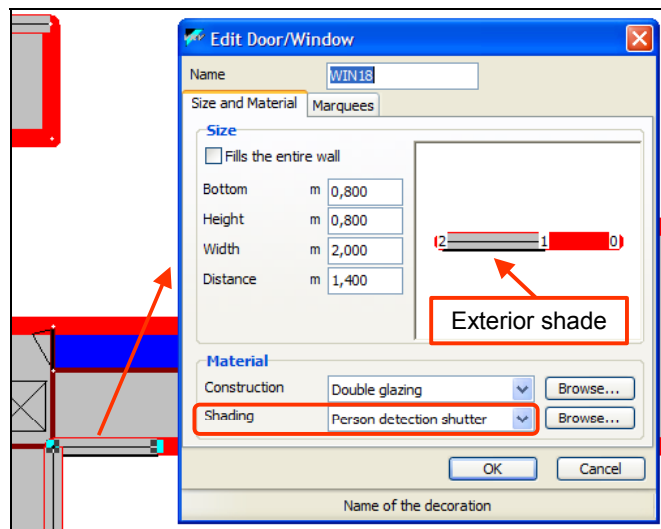 Edit Door/Window
Name WIN18
Size and Material Marquees
Size
Fills the entire wall
Bottom m 0,800
Height m 0,800
Width m 2,000
Distance m 1,400
2 1 0
Exterior shade
Material
Construction Double glazing Browse...
Shading Person detection shutter Browse...
OK Cancel
Name of the decoration